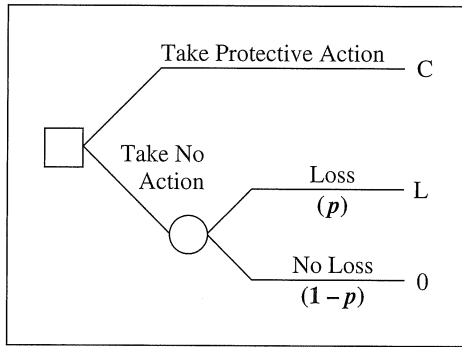 Take Protective Action
C
Take No
Action
Loss
(p)
L
No Loss
(1 – p)
0